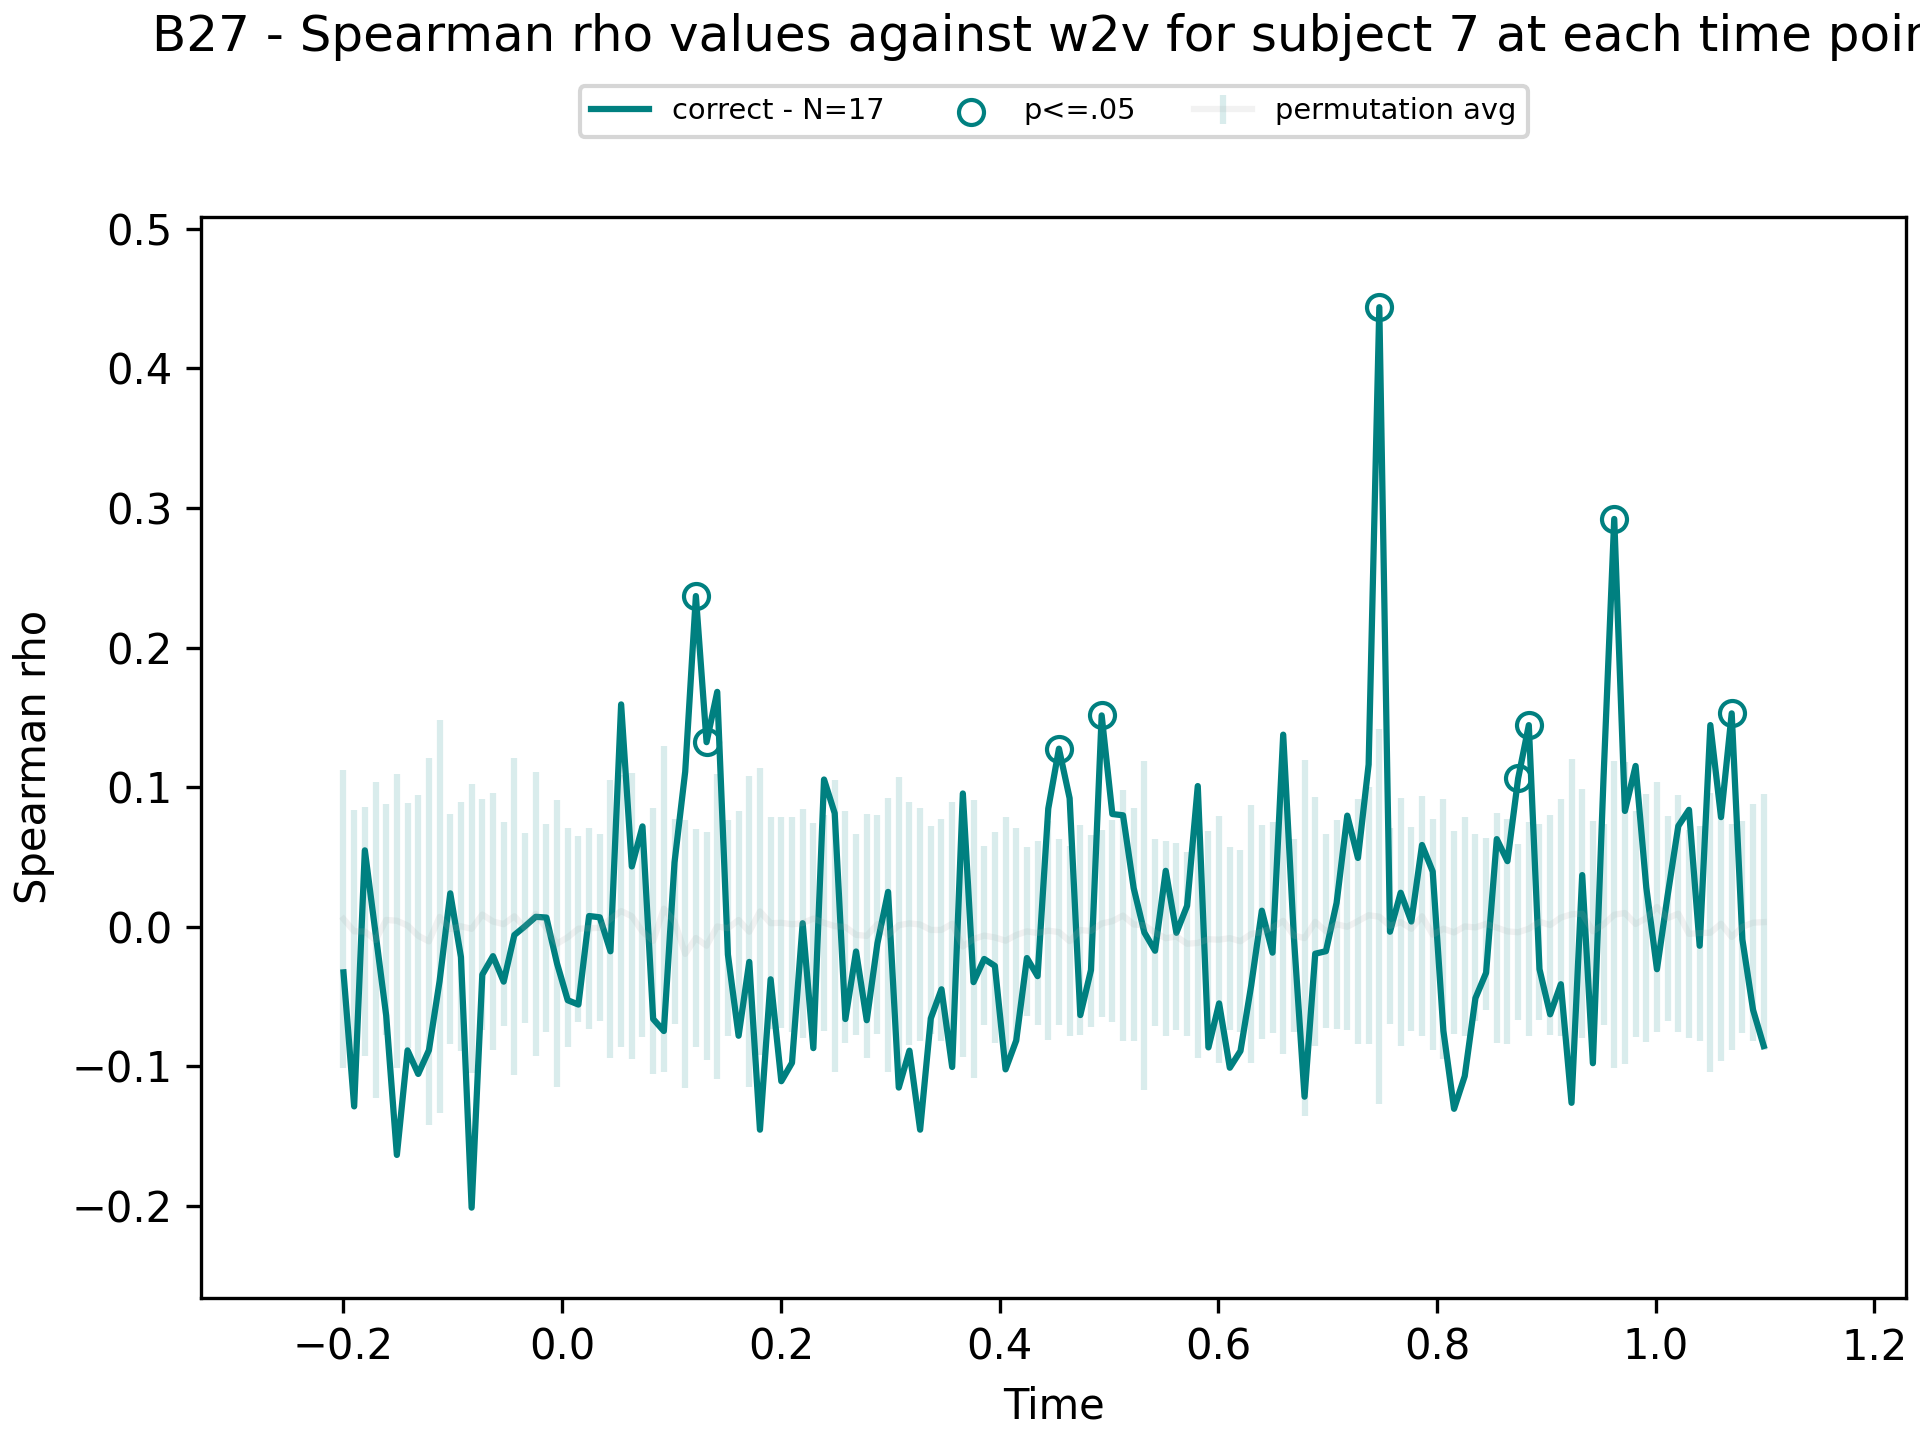 B27 - Spearman rho values against w2v for subject 7 at each time poin
correct - N=17 p<=.05 permutation avg
0.5
0.4
0.3
0.2
0.1
0.0
−0.1
−0.2
Spearman rho
−0.2 0.0 0.2 0.4 0.6 0.8 1.0 1.2
Time